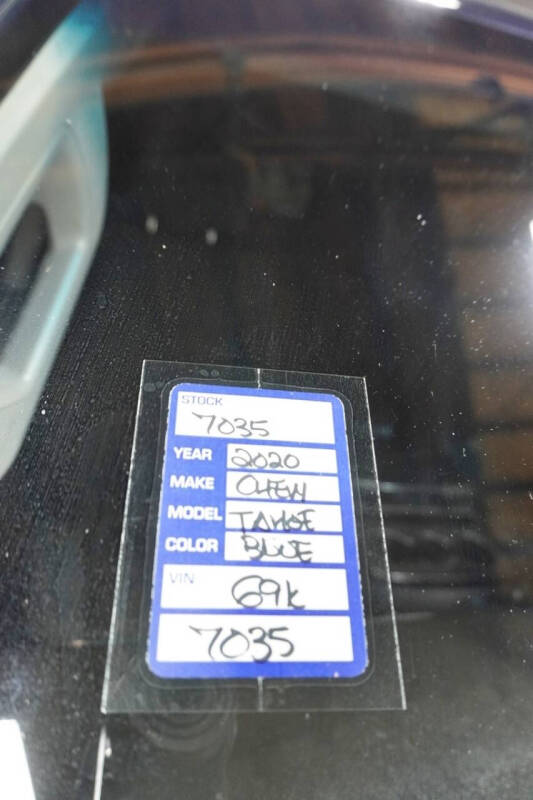 STOCK
7035
YEAR 2020
MAKE CHEVY
MODEL TAHOE
COLOR BLUE
VIN 69k
7035